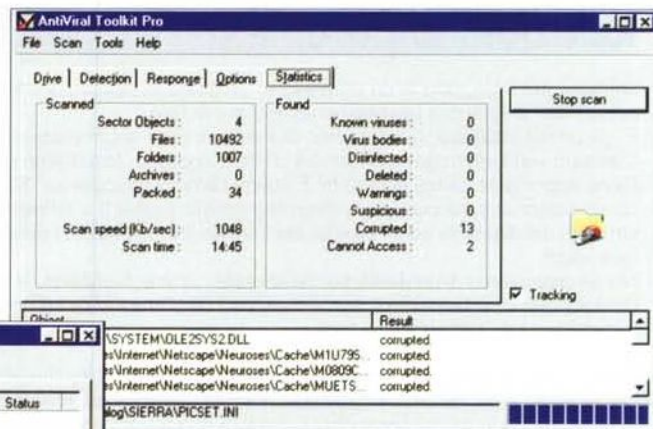 AntiViral Toolkit Pro
File Scan Tools Help
Drive Detection Response Options Statistics
Scanned
Sector Objects: 4
Files: 10492
Folders: 1007
Archives: 0
Packed: 34
Scan speed (Kb/sec): 1048
Scan time: 14:45
Found
Known viruses: 0
Virus bodies: 0
Disinfected: 0
Deleted: 0
Warnings: 0
Suspicious: 0
Corrupted: 13
Cannot Access: 2
Stop scan
Tracking
Object Result
\SYSTEM\OLE2SYS2.DLL corrupted.
es\Internet\Netscape\Neuroses\Cache\M1U795... corrupted.
es\Internet\Netscape\Neuroses\Cache\M0809C... corrupted.
es\Internet\Netscape\Neuroses\Cache\MUETS... corrupted.
Status
alog\SIERRA\PICSET.INI